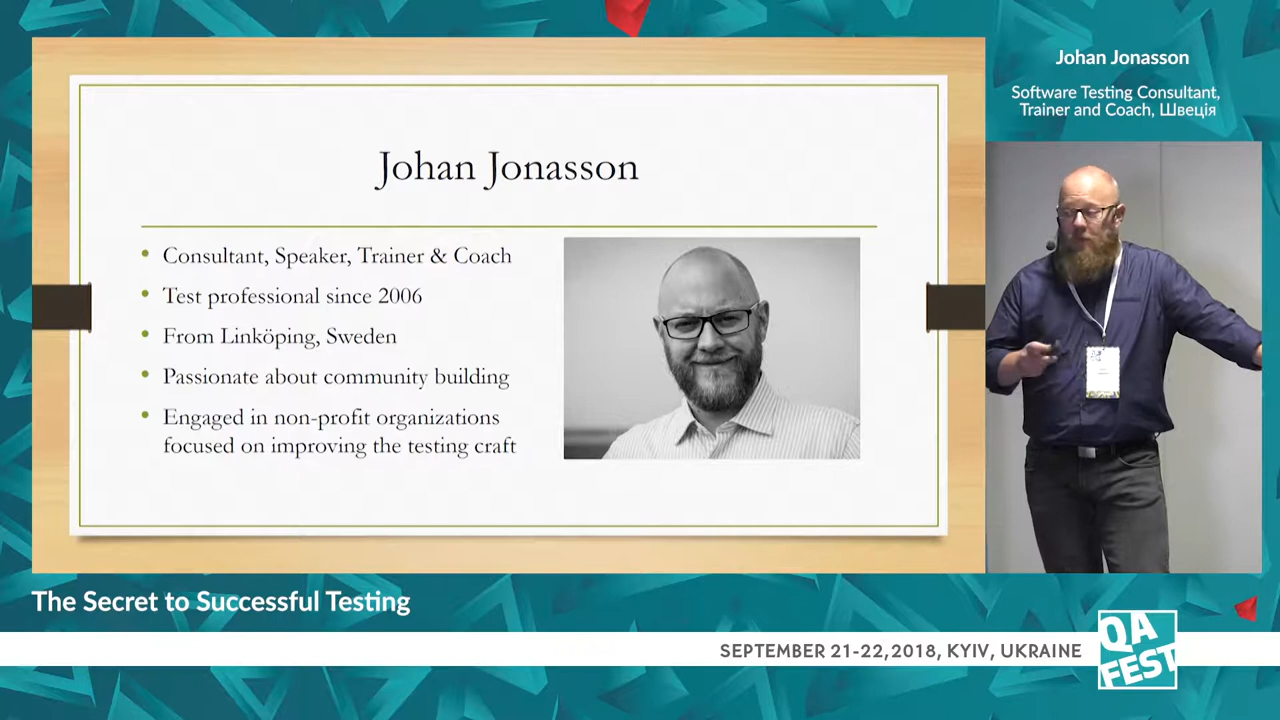 Johan Jonasson
Consultant, Speaker, Trainer & Coach
Test professional since 2006
From Linköping, Sweden
Passionate about community building
Engaged in non-profit organizations
focused on improving the testing craft
Johan Jonasson
Software Testing Consultant,
Trainer and Coach, Швеція
The Secret to Successful Testing
SEPTEMBER 21-22,2018, KYIV, UKRAINE
QA
FEST